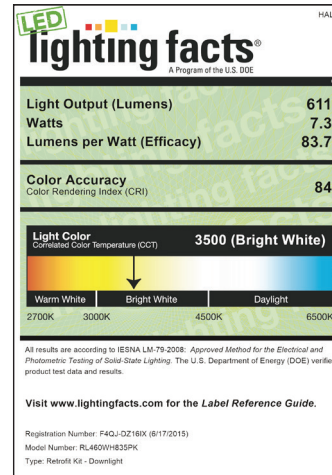 LED
HAL
lighting facts®
A Program of the U.S. DOE
Light Output (Lumens) 611
Watts 7.3
Lumens per Watt (Efficacy) 83.7
Color Accuracy 84
Color Rendering Index (CRI)
Light Color 3500 (Bright White)
Correlated Color Temperature (CCT)
Warm White Bright White Daylight
2700K 3000K 4500K 6500K
All results are according to IESNA LM-79-2008: Approved Method for the Electrical and
Photometric Testing of Solid-State Lighting. The U.S. Department of Energy (DOE) verifie
product test data and results.
Visit www.lightingfacts.com for the Label Reference Guide.
Registration Number: F4QJ-DZ16IX (6/17/2015)
Model Number: RL460WH835PK
Type: Retrofit Kit - Downlight